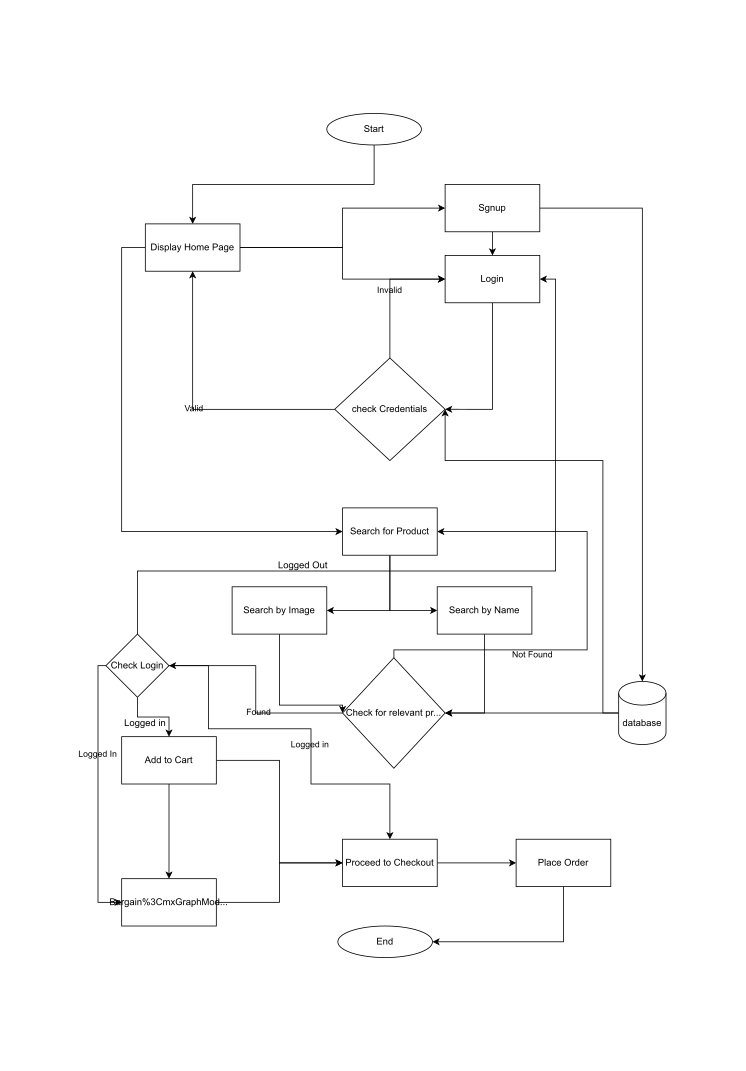 Start
Sgnup
Display Home Page
Login
Invalid
check Credentials
Valid
Search for Product
Logged Out
Search by Image
Search by Name
Not Found
Check Login
Found
Check for relevant pr...
Logged in
database
Logged in
Logged In
Add to Cart
Proceed to Checkout
Place Order
Bargain%3CmxGraphMod...
End